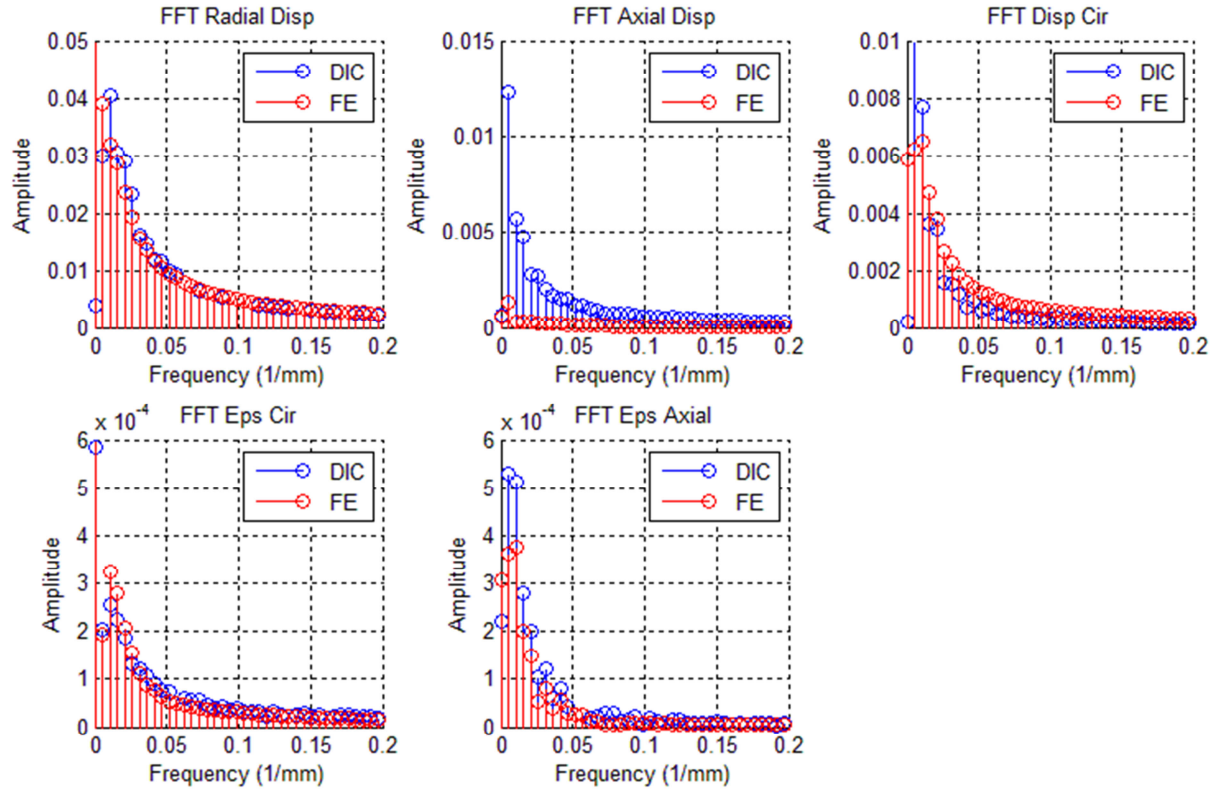 FFT Radial Disp
0.05
0.04
0.03
0.02
0.01
0
Amplitude
DIC
FE
0 0.05 0.1 0.15 0.2
Frequency (1/mm)
FFT Axial Disp
0.015
0.01
0.005
0
Amplitude
DIC
FE
0 0.05 0.1 0.15 0.2
Frequency (1/mm)
FFT Disp Cir
0.01
0.008
0.006
0.004
0.002
0
Amplitude
DIC
FE
0 0.05 0.1 0.15 0.2
Frequency (1/mm)
x 10⁻⁴ FFT Eps Cir
6
5
4
3
2
1
0
Amplitude
DIC
FE
0 0.05 0.1 0.15 0.2
Frequency (1/mm)
x 10⁻⁴ FFT Eps Axial
6
5
4
3
2
1
0
Amplitude
DIC
FE
0 0.05 0.1 0.15 0.2
Frequency (1/mm)